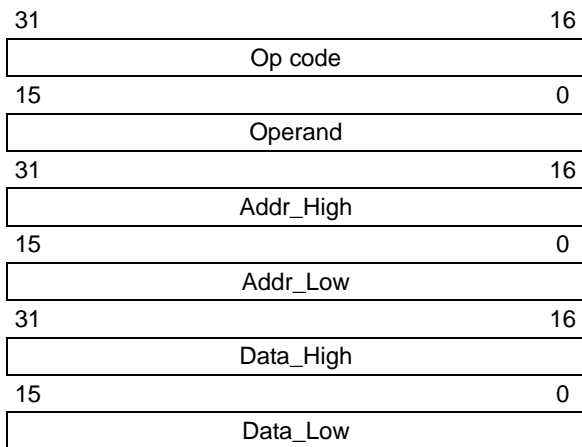 31 16
Op code
15 0
Operand
31 16
Addr_High
15 0
Addr_Low
31 16
Data_High
15 0
Data_Low